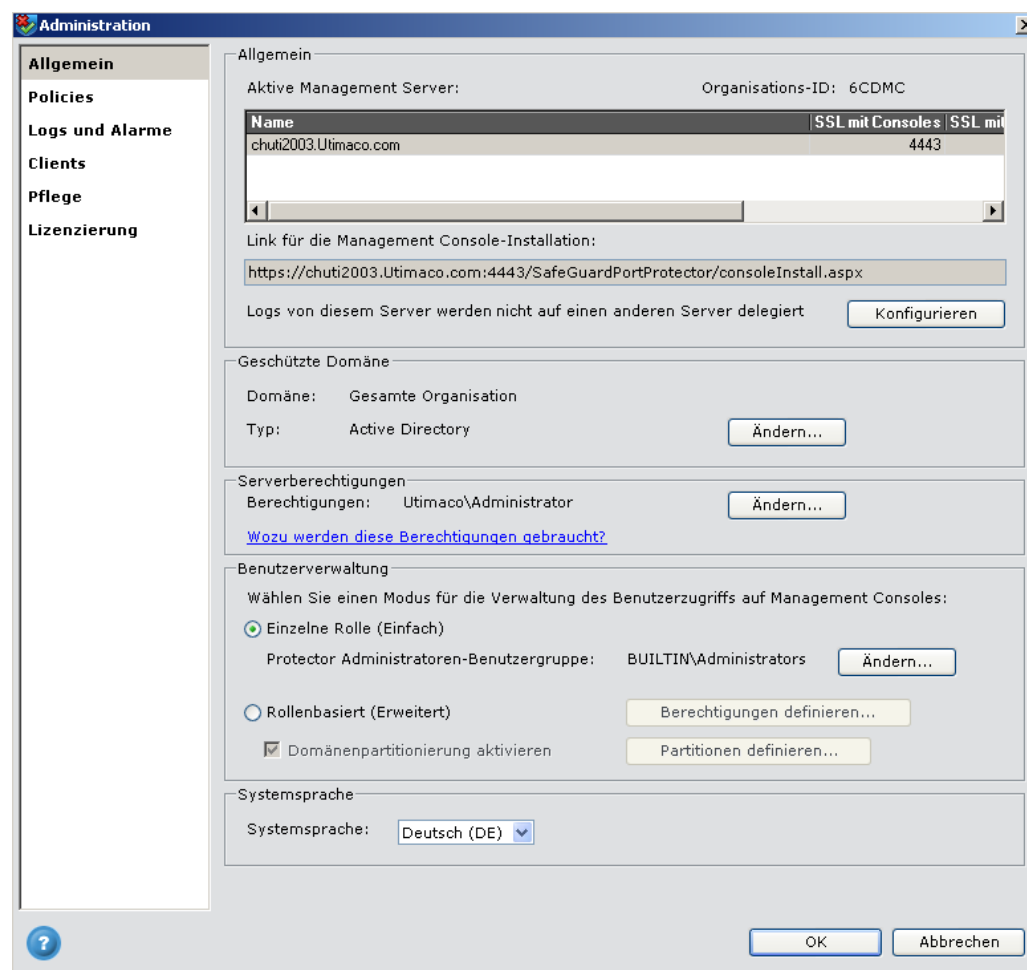 Administration
Allgemein
Policies
Logs und Alarme
Clients
Pflege
Lizenzierung
Allgemein
Aktive Management Server: Organisations-ID: 6CDMC
Name SSL mit Consoles SSL mit
chuti2003.Utimaco.com 4443
Link für die Management Console-Installation:
https://chuti2003.Utimaco.com:4443/SafeGuardPortProtector/consoleInstall.aspx
Logs von diesem Server werden nicht auf einen anderen Server delegiert Konfigurieren
Geschützte Domäne
Domäne: Gesamte Organisation
Typ: Active Directory Ändern...
Serverberechtigungen
Berechtigungen: Utimaco\Administrator Ändern...
Wozu werden diese Berechtigungen gebraucht?
Benutzerverwaltung
Wählen Sie einen Modus für die Verwaltung des Benutzerzugriffs auf Management Consoles:
Einzelne Rolle (Einfach)
Protector Administratoren-Benutzergruppe: BUILTIN\Administrators Ändern...
Rollenbasiert (Erweitert) Berechtigungen definieren...
Domänenpartitionierung aktivieren Partitionen definieren...
Systemsprache
Systemsprache: Deutsch (DE)
? OK Abbrechen